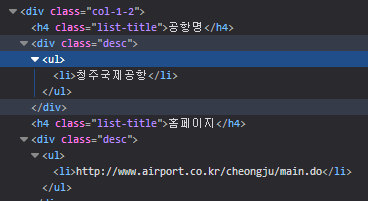 <div class="col-1-2">
<h4 class="list-title">공항명</h4>
<div class="desc">
<ul>
<li>청주국제공항</li>
</ul>
</div>
<h4 class="list-title">홈페이지</h4>
<div class="desc">
<ul>
<li>http://www.airport.co.kr/cheongju/main.do</li>
</ul>